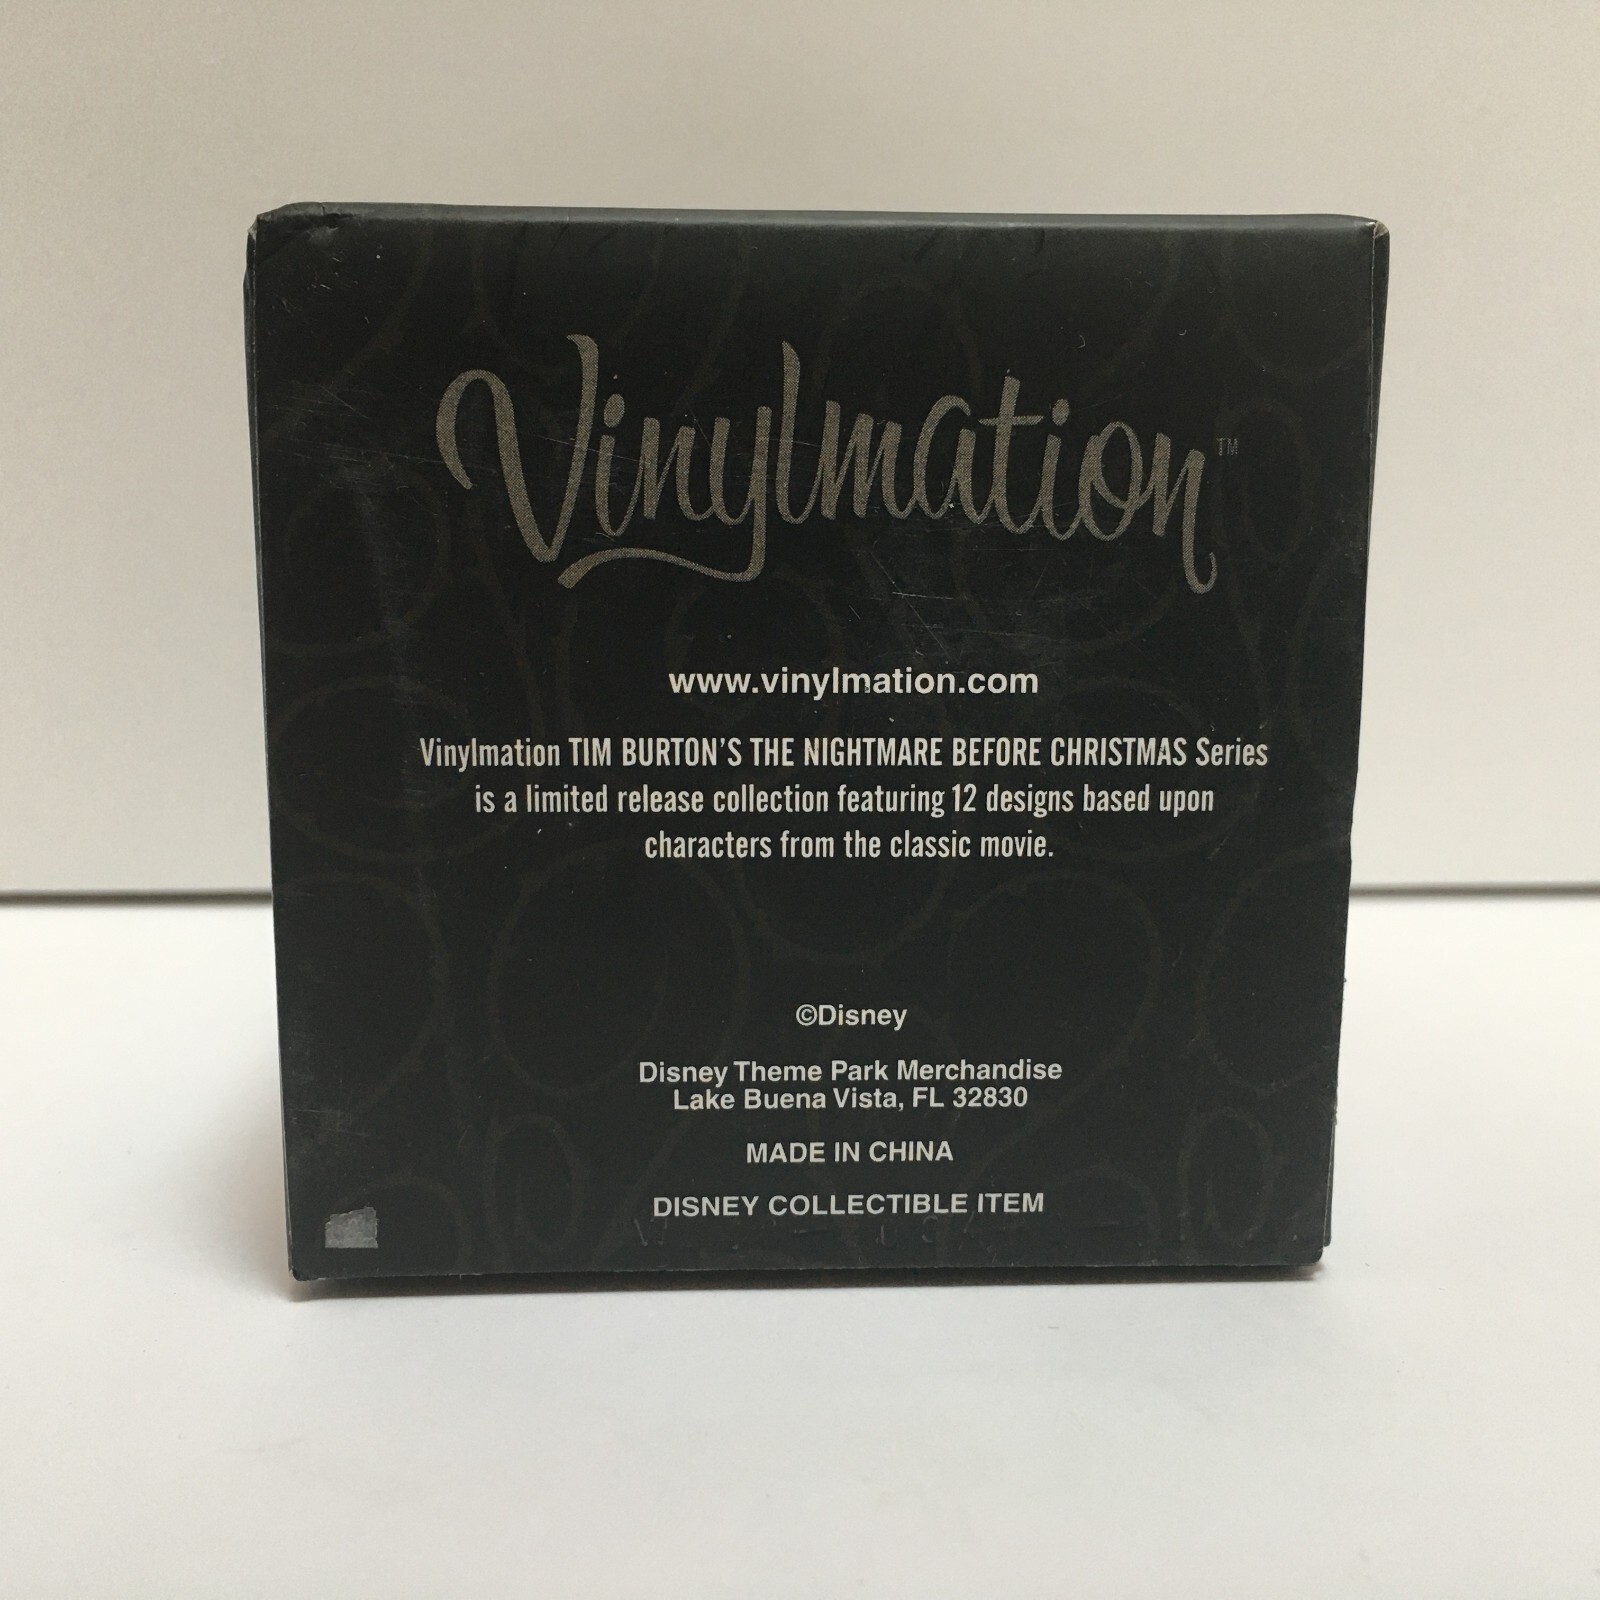 Vinylmation™
www.vinylmation.com
Vinylmation TIM BURTON'S THE NIGHTMARE BEFORE CHRISTMAS Series
is a limited release collection featuring 12 designs based upon
characters from the classic movie.
©Disney
Disney Theme Park Merchandise
Lake Buena Vista, FL 32830
MADE IN CHINA
DISNEY COLLECTIBLE ITEM